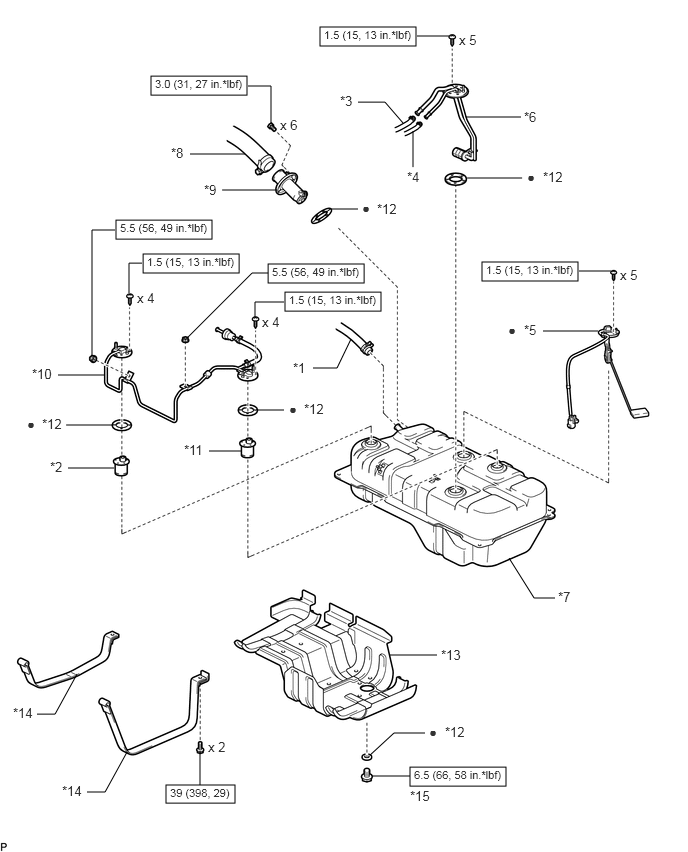 1.5 (15, 13 in.*lbf)
x 5
3.0 (31, 27 in.*lbf)
x 6
*3
*6
*8
*4
*9
● *12
● *12
5.5 (56, 49 in.*lbf)
1.5 (15, 13 in.*lbf)
5.5 (56, 49 in.*lbf)
1.5 (15, 13 in.*lbf)
x 5
x 4
1.5 (15, 13 in.*lbf)
x 4
● *5
*1
*10
● *12
● *12
*11
*2
*7
*13
*14
● *12
x 2
*14
39 (398, 29)
6.5 (66, 58 in.*lbf)
*15
P